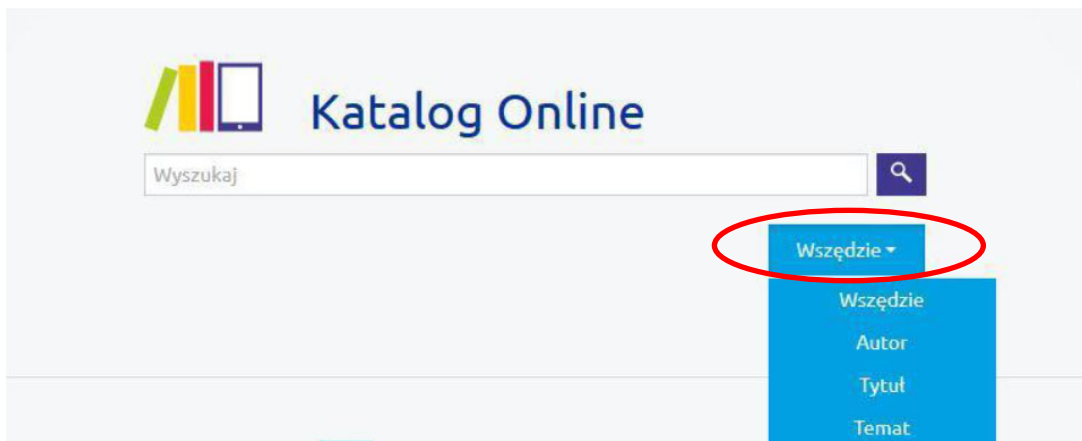 Katalog Online
Wyszukaj
Wszędzie
Wszędzie
Autor
Tytuł
Temat